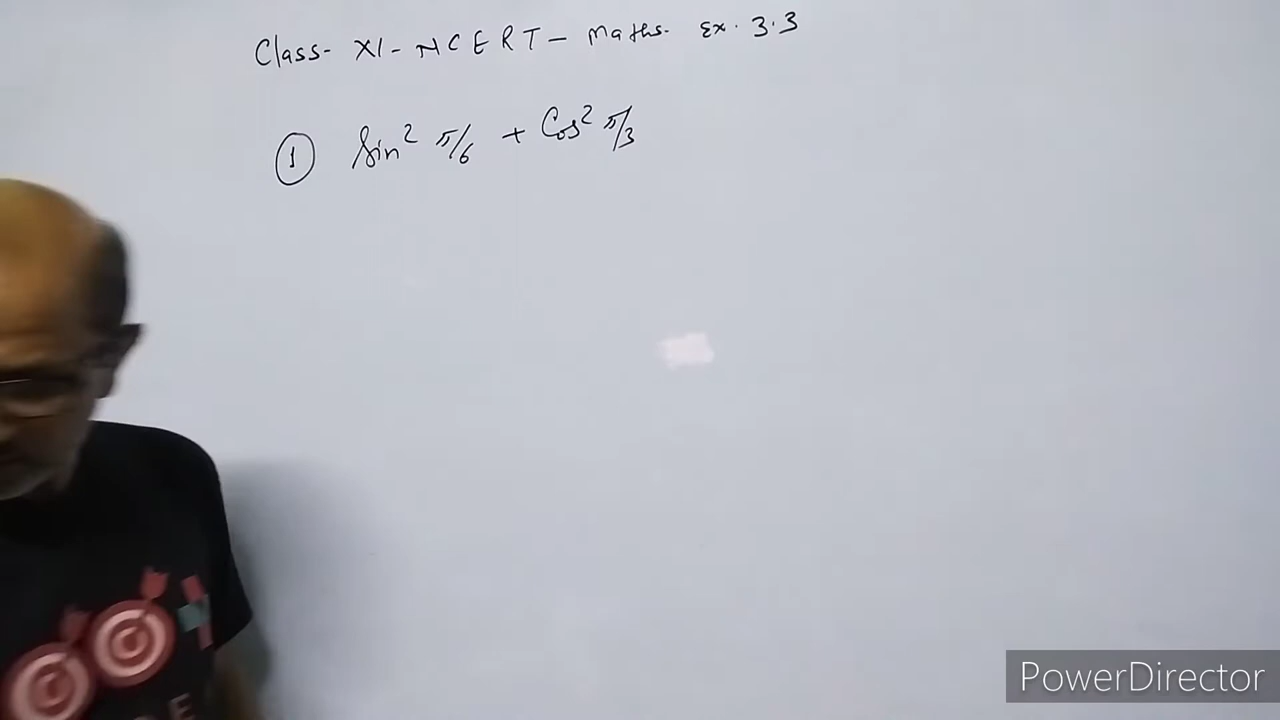 Class- XI - NCERT - Maths. Ex. 3.3
① Sin² π/6 + Cos² π/3
PowerDirector